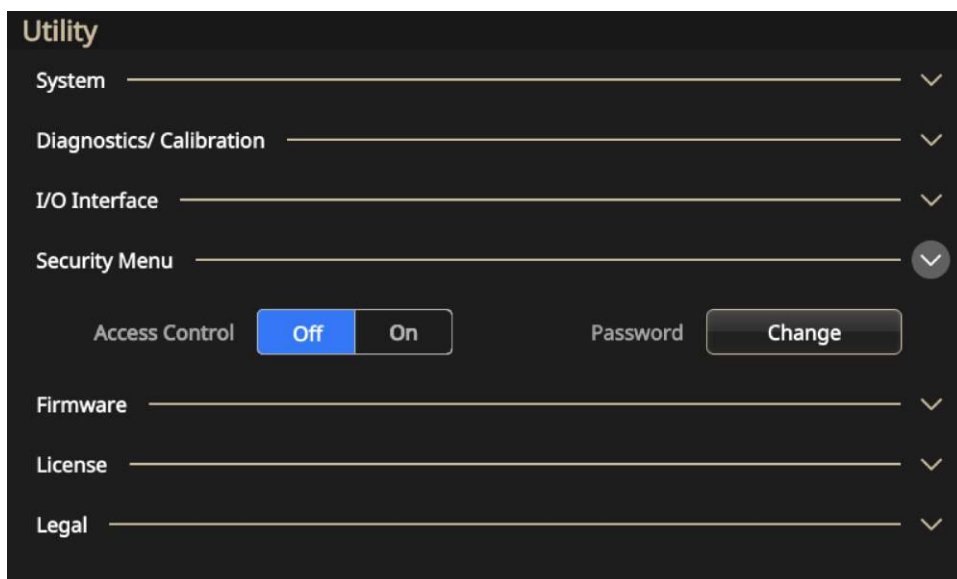 Utility
System
Diagnostics/ Calibration
I/O Interface
Security Menu
Access Control Off On Password Change
Firmware
License
Legal